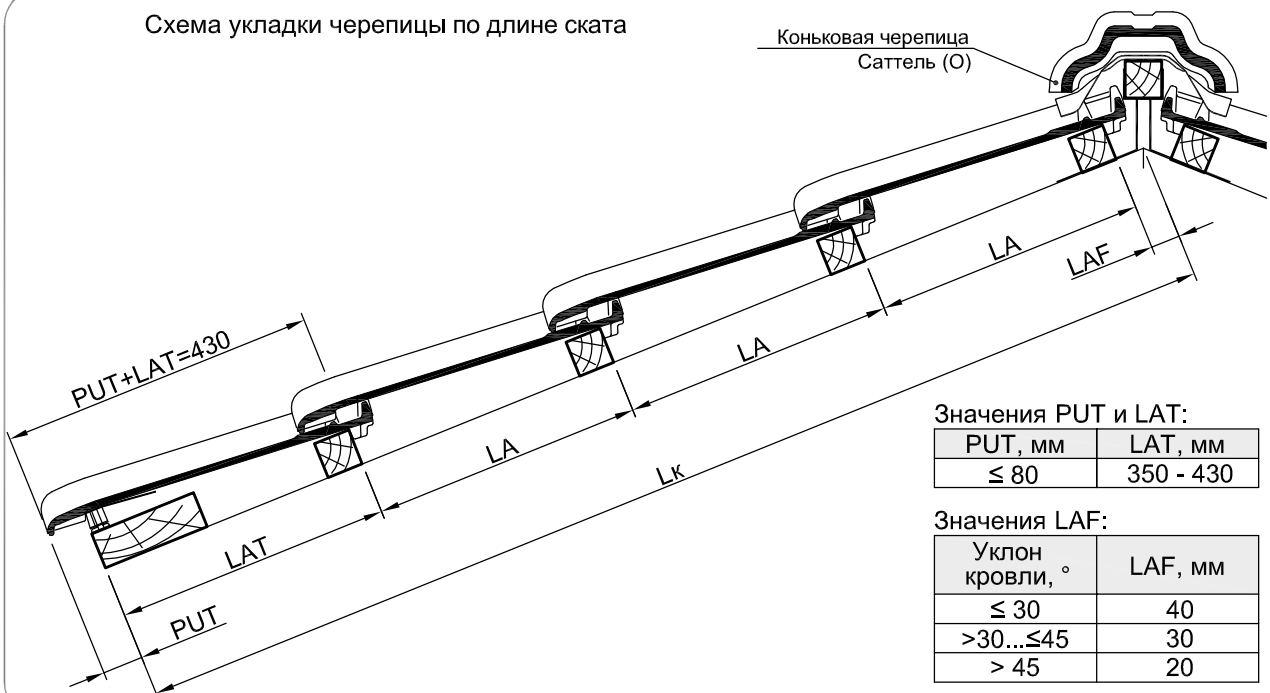 Схема укладки черепицы по длине ската
Коньковая черепица
Саттель (O)
PUT+LAT=430
LA
LAF
LA
LA
Lк
LAT
PUT
Значения PUT и LAT:
PUT, мм LAT, мм
≤ 80 350 - 430
Значения LAF:
Уклон
кровли, °
LAF, мм
≤ 30 40
>30...≤45 30
> 45 20